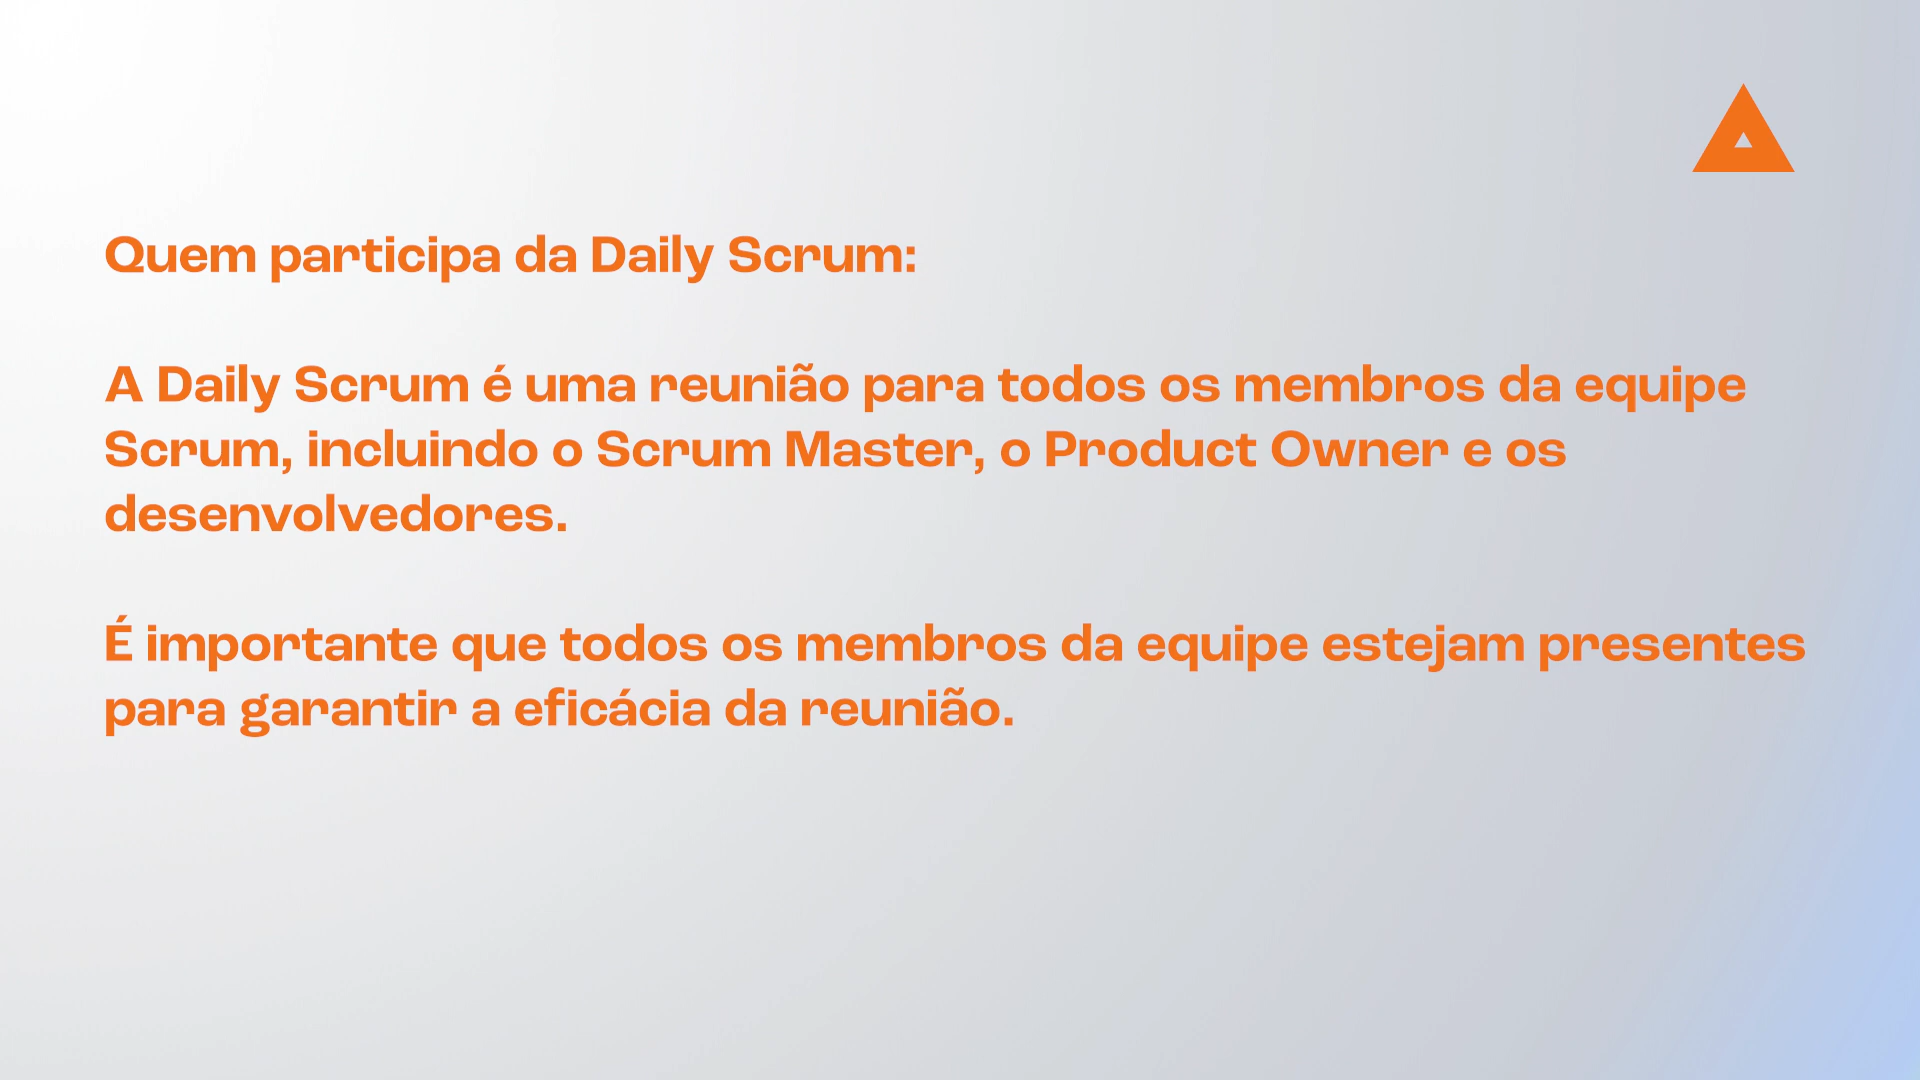 Quem participa da Daily Scrum:
A Daily Scrum é uma reunião para todos os membros da equipe
Scrum, incluindo o Scrum Master, o Product Owner e os
desenvolvedores.
É importante que todos os membros da equipe estejam presentes
para garantir a eficácia da reunião.